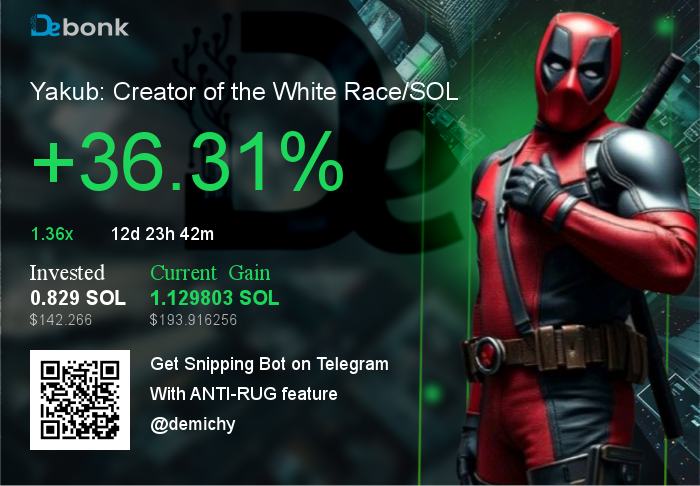 Debonk
Yakub: Creator of the White Race/SOL
+36.31%
1.36x 12d 23h 42m
Invested Current Gain
0.829 SOL 1.129803 SOL
$142.266 $193.916256
Get Snipping Bot on Telegram
With ANTI-RUG feature
@demichy